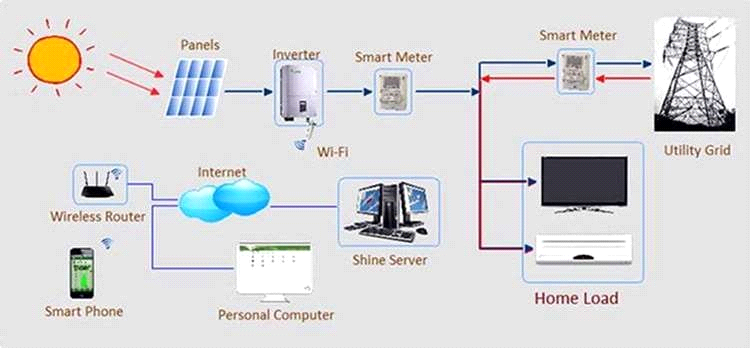 Panels
Inverter
Smart Meter
Smart Meter
Wi-Fi
Utility Grid
Internet
Wireless Router
Shine Server
Smart Phone
Personal Computer
Home Load